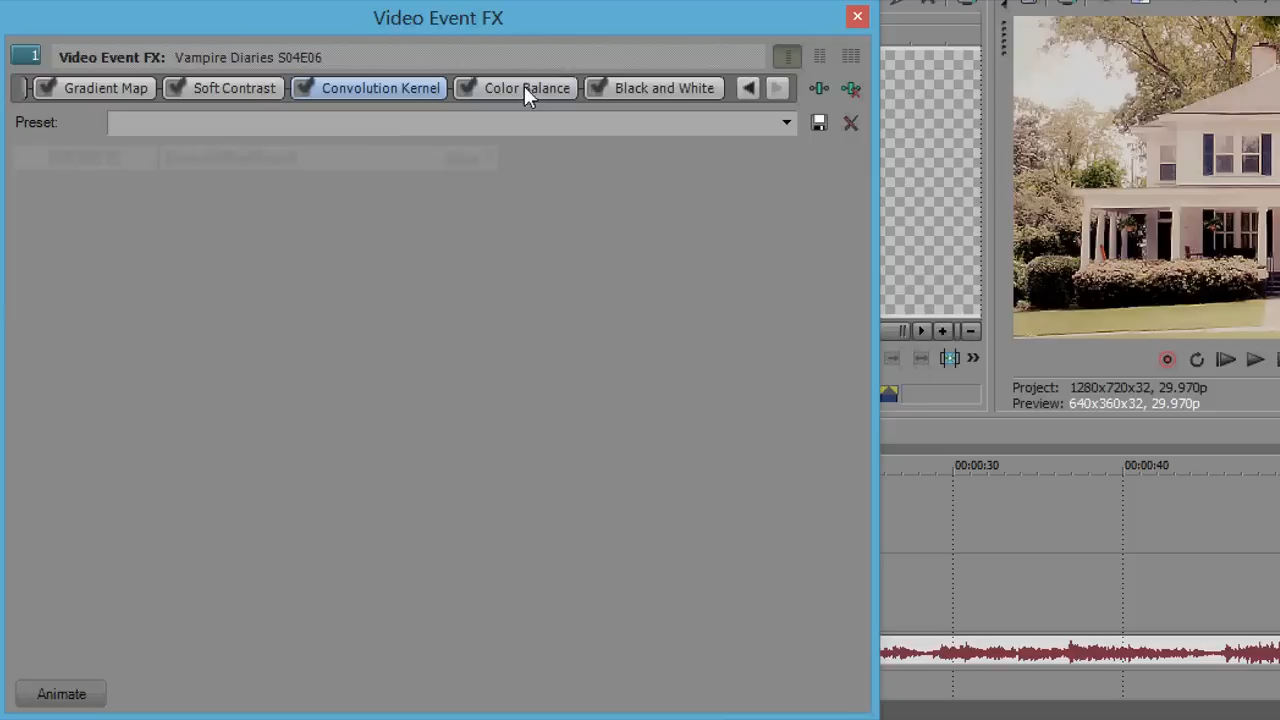 Video Event FX
1
Video Event FX: Vampire Diaries S04E06
Gradient Map Soft Contrast Convolution Kernel Color Balance Black and White
Preset:
Project: 1280x720x32, 29.970p
Preview: 640x360x32, 29.970p
00:00:30 00:00:40
Animate